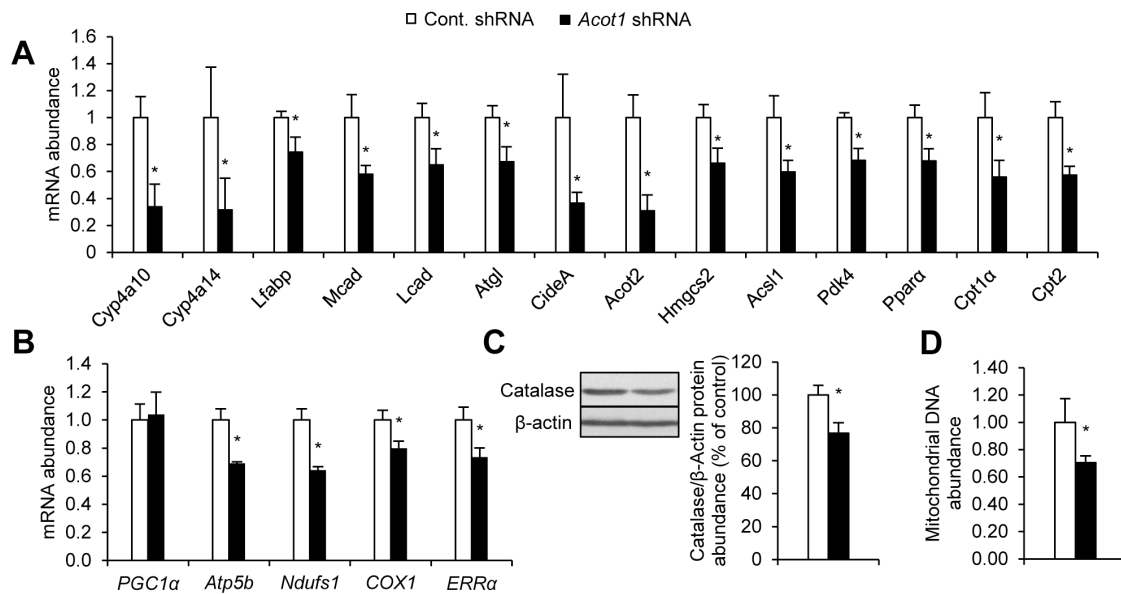 Cont. shRNA Acot1 shRNA
A
mRNA abundance
1.6
1.4
1.2
1
0.8
0.6
0.4
0.2
0
* * * * * * * * * * * * * *
Cyp4a10 Cyp4a14 Lfabp Mcad Lcad Atgl CideA Acot2 Hmgcs2 Acsl1 Pdk4 Pparα Cpt1α Cpt2
B
mRNA abundance
1.4
1.2
1.0
0.8
0.6
0.4
0.2
0.0
* * * *
PGC1α Atp5b Ndufs1 COX1 ERRα
C
Catalase
β-actin
Catalase/β-Actin protein
abundance (% of control)
120
100
80
60
40
20
0
*
D
Mitochondrial DNA
abundance
1.40
1.20
1.00
0.80
0.60
0.40
0.20
0.00
*